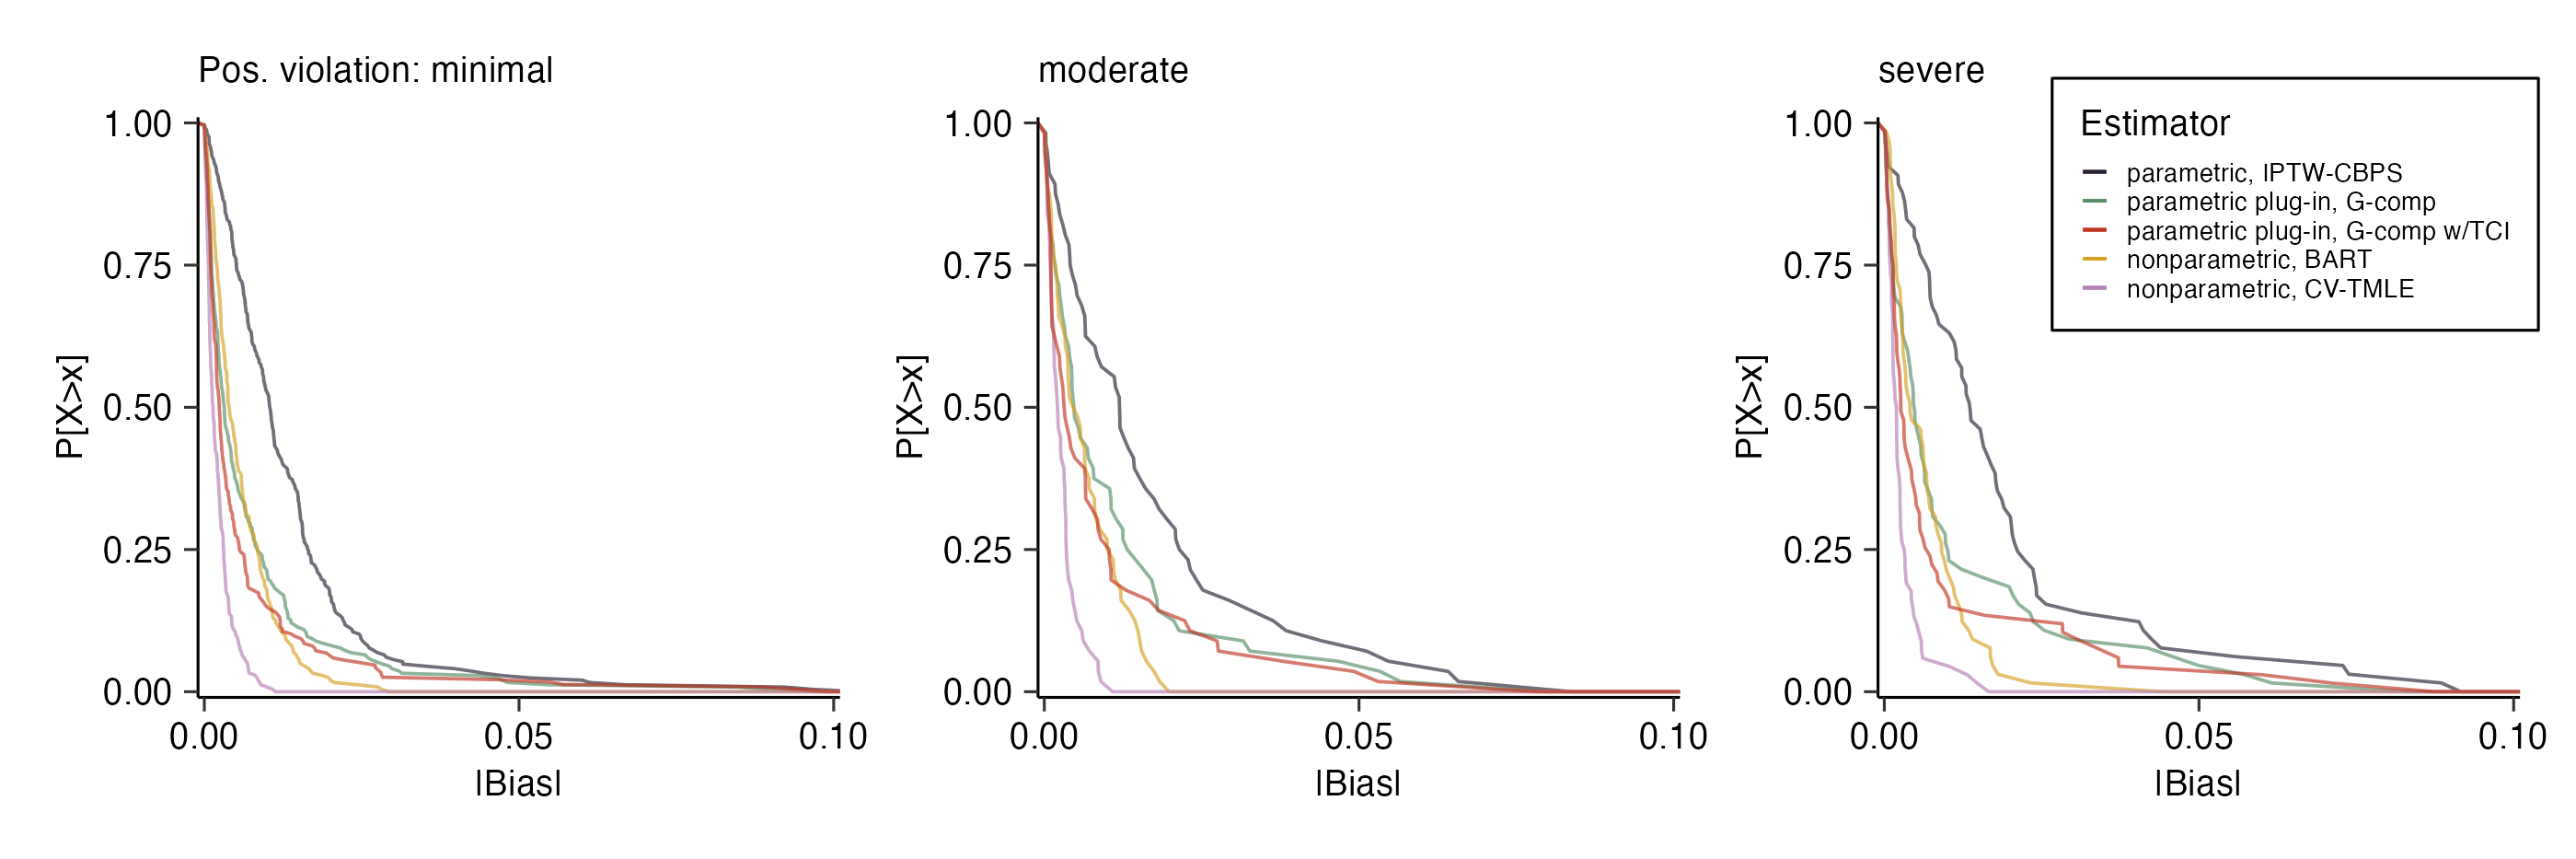 Pos. violation: minimal
1.00
0.75
0.50
0.25
0.00
P[X>x]
0.00 0.05 0.10
|Bias|
moderate
1.00
0.75
0.50
0.25
0.00
P[X>x]
0.00 0.05 0.10
|Bias|
severe
1.00
0.75
0.50
0.25
0.00
P[X>x]
0.00 0.05 0.10
|Bias|
Estimator
parametric, IPTW-CBPS
parametric plug-in, G-comp
parametric plug-in, G-comp w/TCI
nonparametric, BART
nonparametric, CV-TMLE